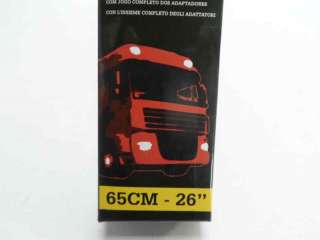 COM JOGO COMPLETO DOS ADAPTADORES
CON L'INSIEME COMPLETO DEGLI ADATTATORI
65CM - 26"